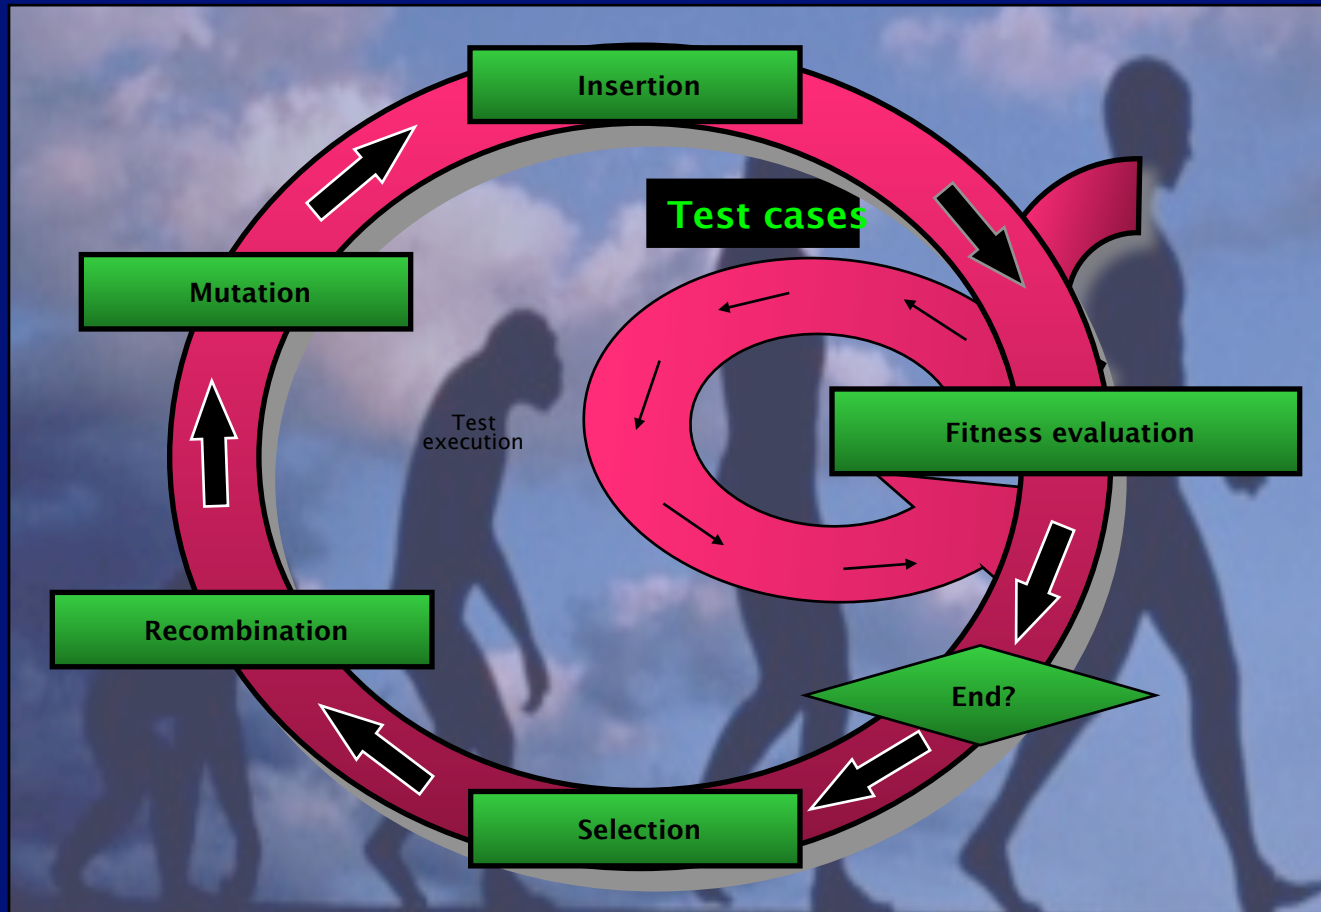 Insertion
Test cases
Mutation
Test
execution
Fitness evaluation
Recombination
End?
Selection